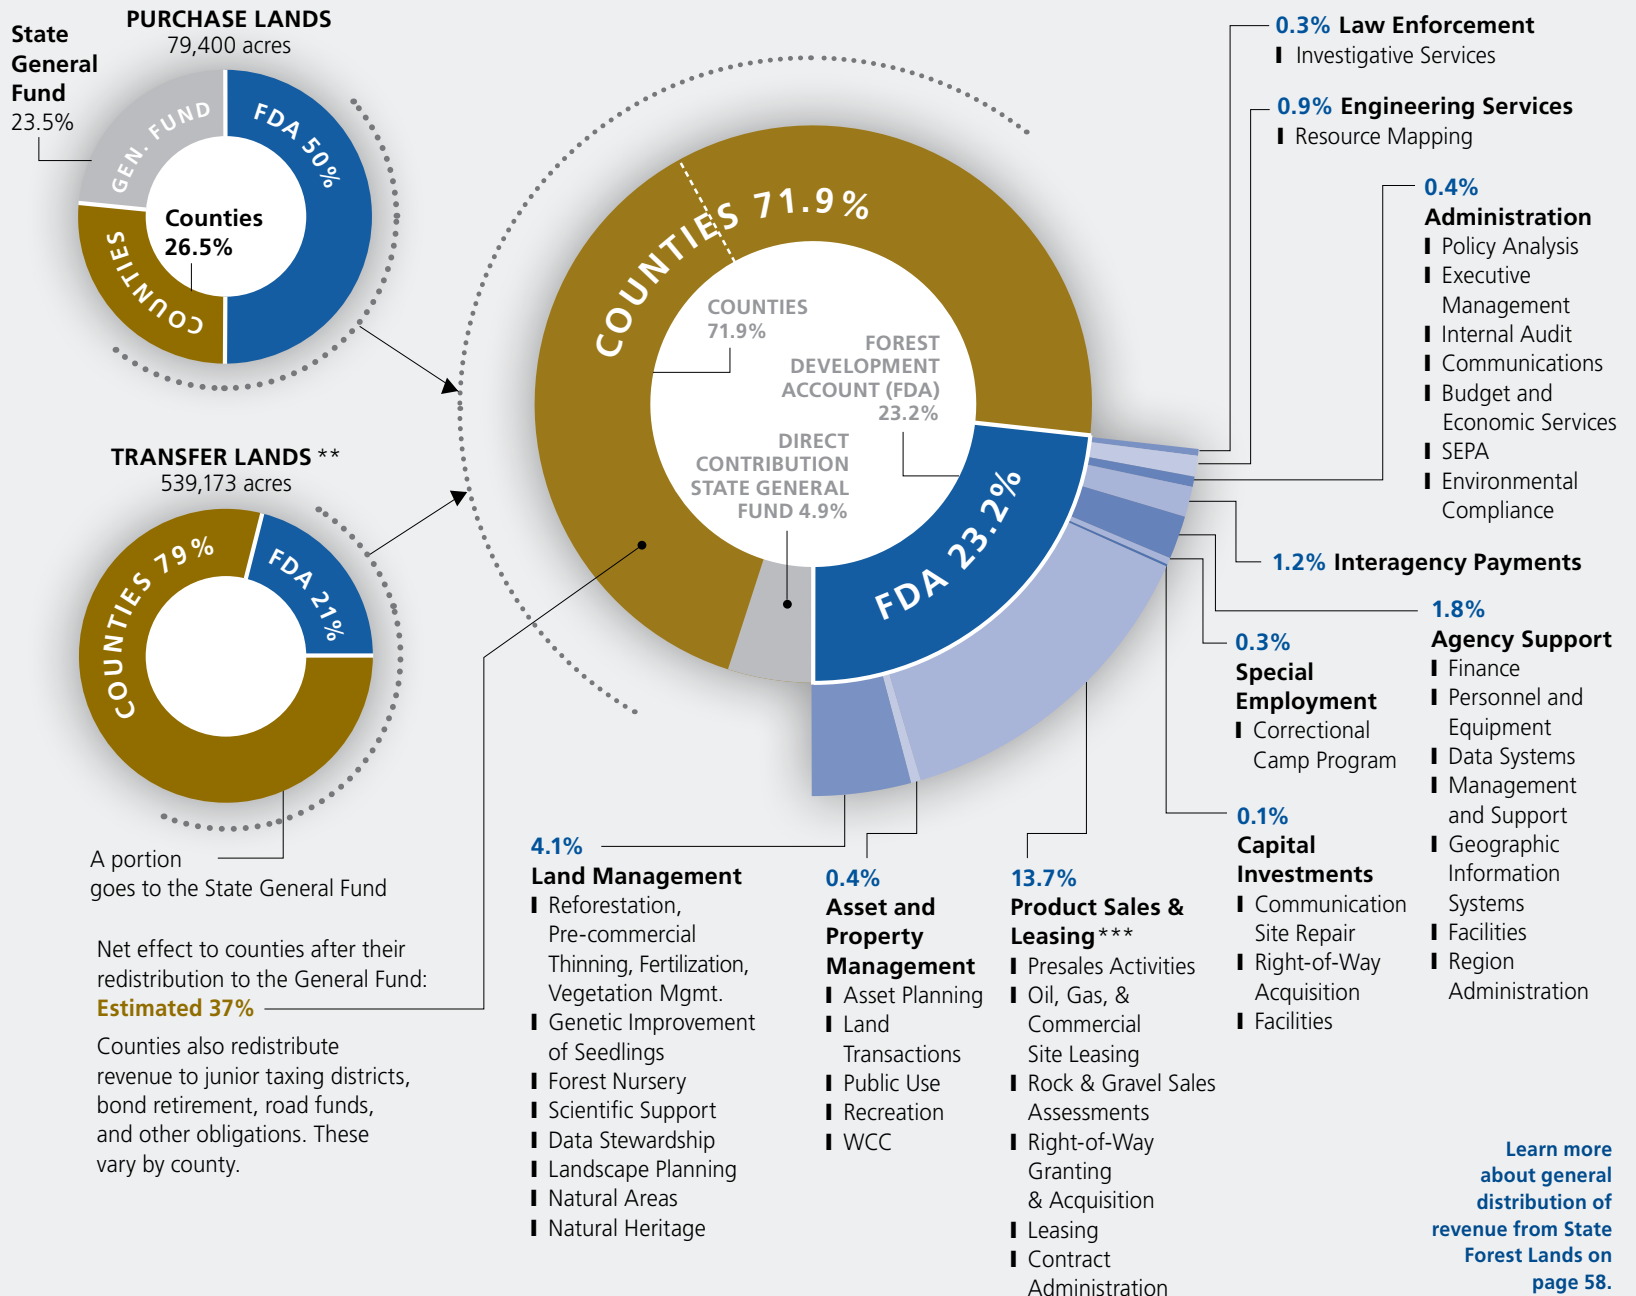 PURCHASE LANDS
79,400 acres
State
General
Fund
23.5%
GEN. FUND
FDA 50%
COUNTIES
Counties
26.5%
TRANSFER LANDS **
539,173 acres
COUNTIES 79%
FDA 21%
A portion
goes to the State General Fund
Net effect to counties after their
redistribution to the General Fund:
Estimated 37%
Counties also redistribute
revenue to junior taxing districts,
bond retirement, road funds,
and other obligations. These
vary by county.
COUNTIES 71.9%
COUNTIES
71.9%
FOREST
DEVELOPMENT
ACCOUNT (FDA)
23.2%
DIRECT
CONTRIBUTION
STATE GENERAL
FUND 4.9%
FDA 23.2%
0.3% Law Enforcement
Investigative Services
0.9% Engineering Services
Resource Mapping
0.4%
Administration
Policy Analysis
Executive
Management
Internal Audit
Communications
Budget and
Economic Services
SEPA
Environmental
Compliance
1.2% Interagency Payments
1.8%
Agency Support
Finance
Personnel and
Equipment
Data Systems
Management
and Support
Geographic
Information
Systems
Facilities
Region
Administration
0.3%
Special
Employment
Correctional
Camp Program
0.1%
Capital
Investments
Communication
Site Repair
Right-of-Way
Acquisition
Facilities
4.1%
Land Management
Reforestation,
Pre-commercial
Thinning, Fertilization,
Vegetation Mgmt.
Genetic Improvement
of Seedlings
Forest Nursery
Scientific Support
Data Stewardship
Landscape Planning
Natural Areas
Natural Heritage
0.4%
Asset and
Property
Management
Asset Planning
Land
Transactions
Public Use
Recreation
WCC
13.7%
Product Sales &
Leasing***
Presales Activities
Oil, Gas, &
Commercial
Site Leasing
Rock & Gravel Sales
Assessments
Right-of-Way
Granting
& Acquisition
Leasing
Contract
Administration
Learn more
about general
distribution of
revenue from State
Forest Lands on
page 58.